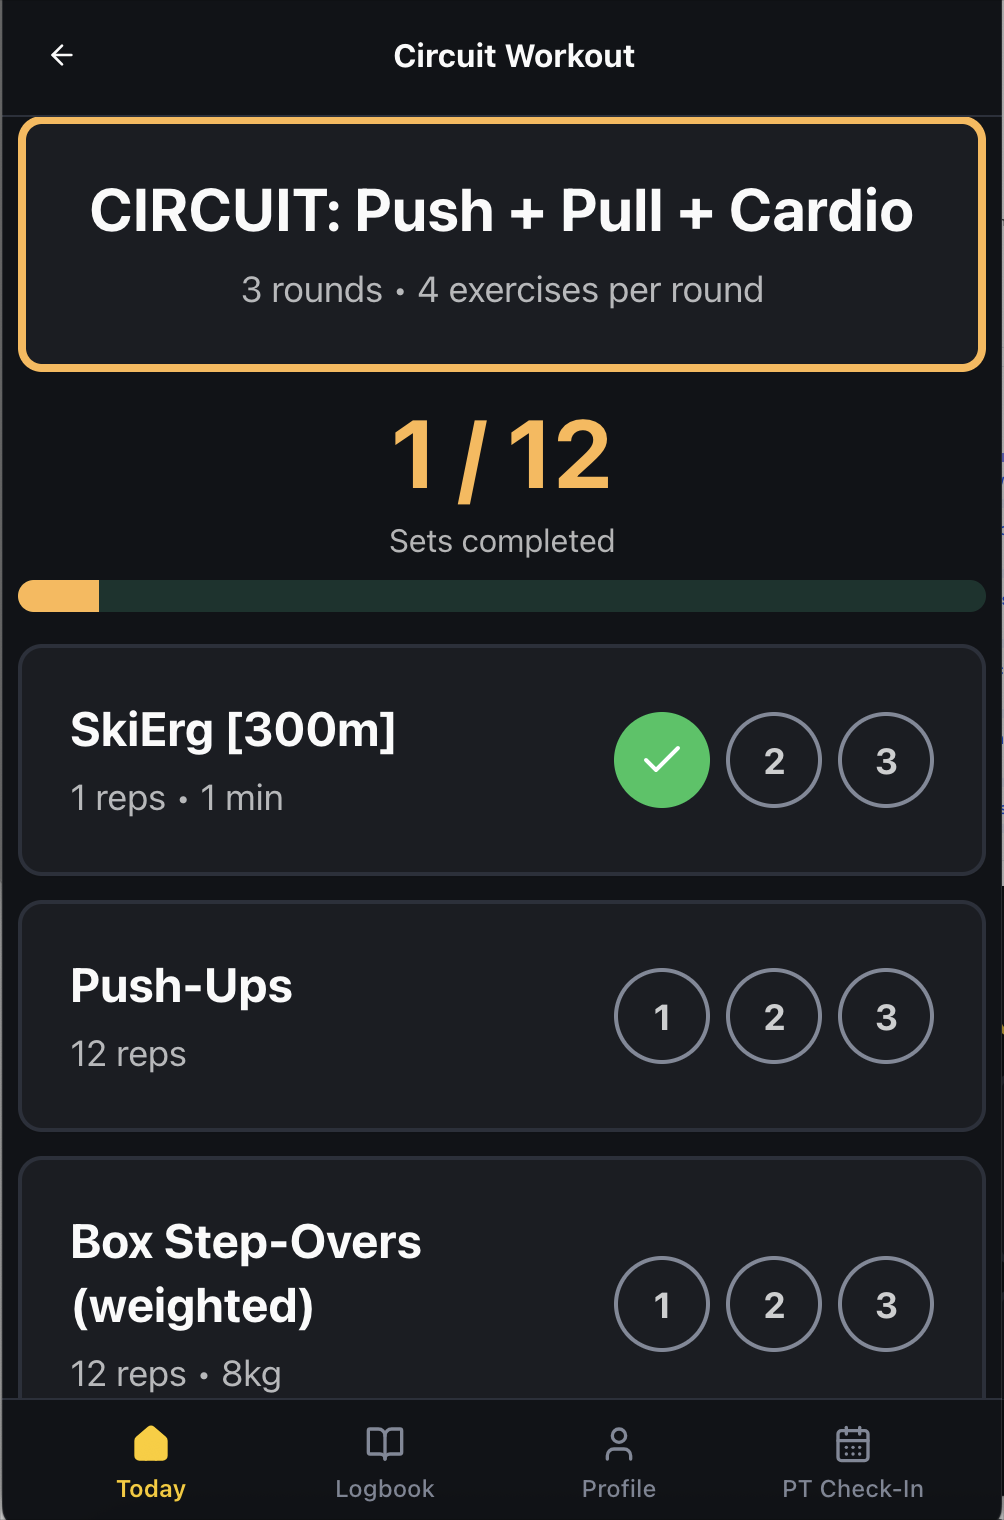 Circuit Workout
CIRCUIT: Push + Pull + Cardio
3 rounds • 4 exercises per round
1 / 12
Sets completed
SkiErg [300m]
1 reps • 1 min
2 3
Push-Ups
12 reps
1 2 3
Box Step-Overs
(weighted)
12 reps • 8kg
1 2 3
Today Logbook Profile PT Check-In